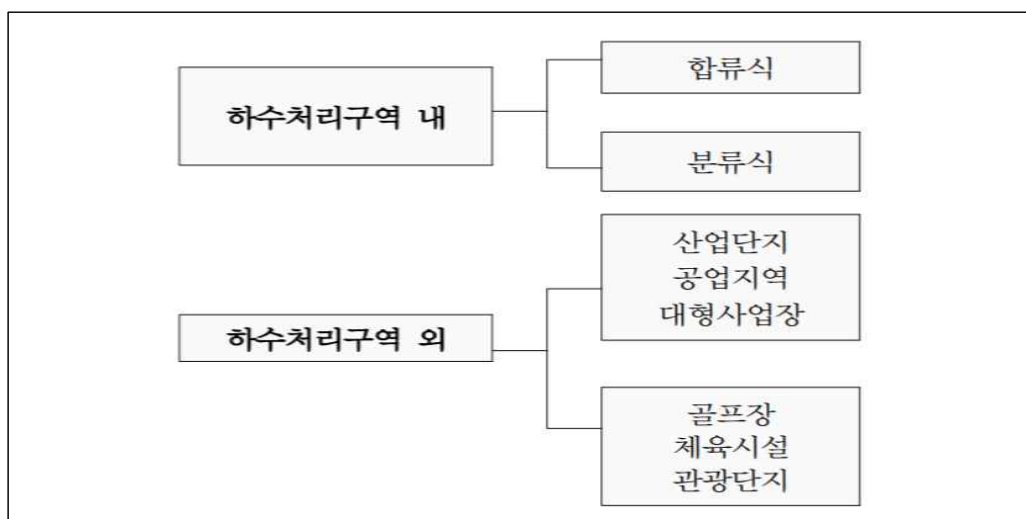 하수처리구역 내
합류식
분류식
하수처리구역 외
산업단지
공업지역
대형사업장
골프장
체육시설
관광단지